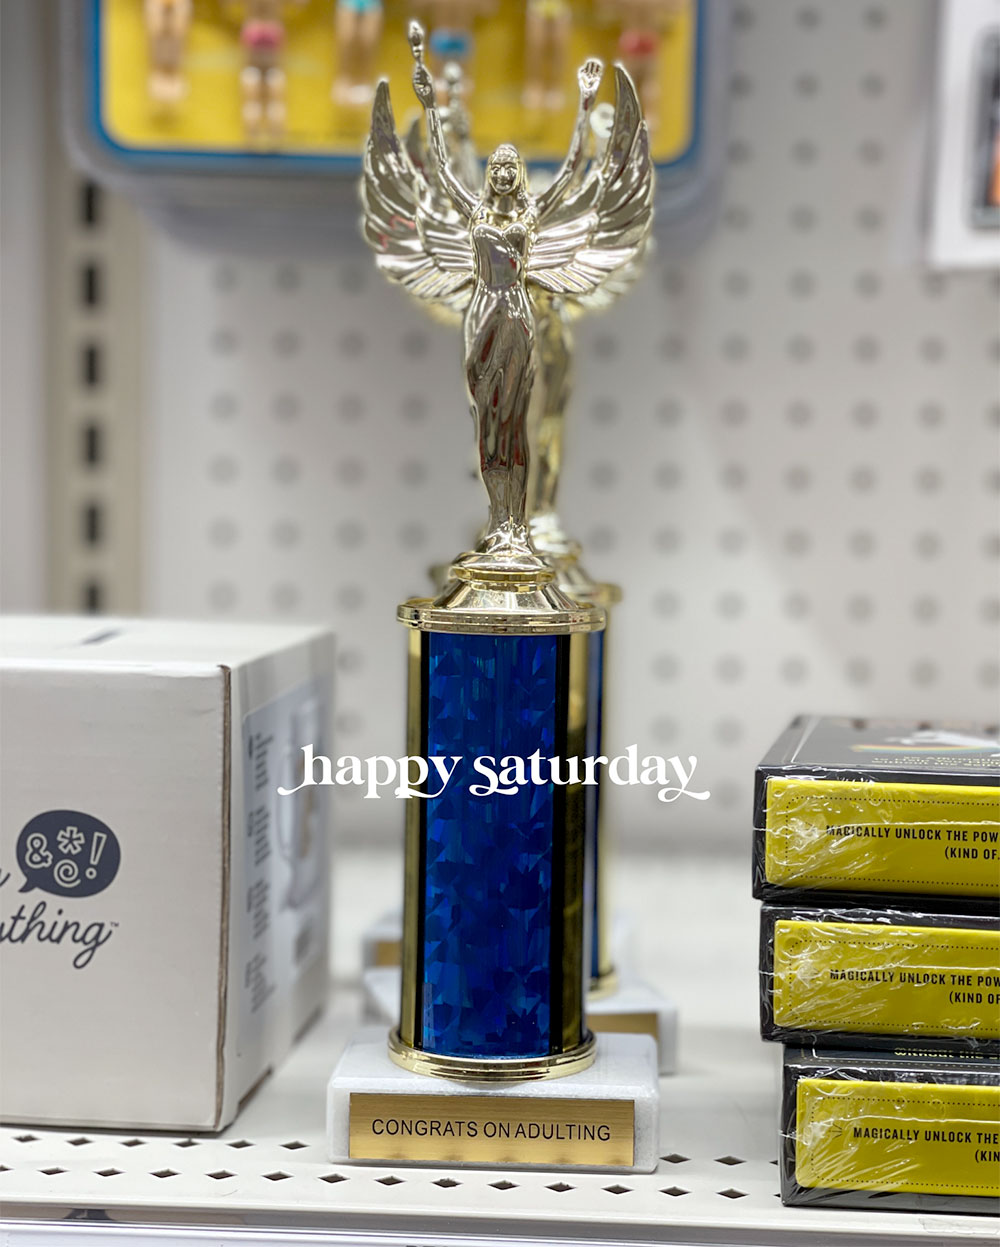 happy saturday
CONGRATS ON ADULTING
&*@!
thing™
MAGICALLY UNLOCK THE POW
(KIND OF
MAGICALLY UNLOCK THE POW
(KIND OF
MAGICALLY UNLOCK THE
(KIN